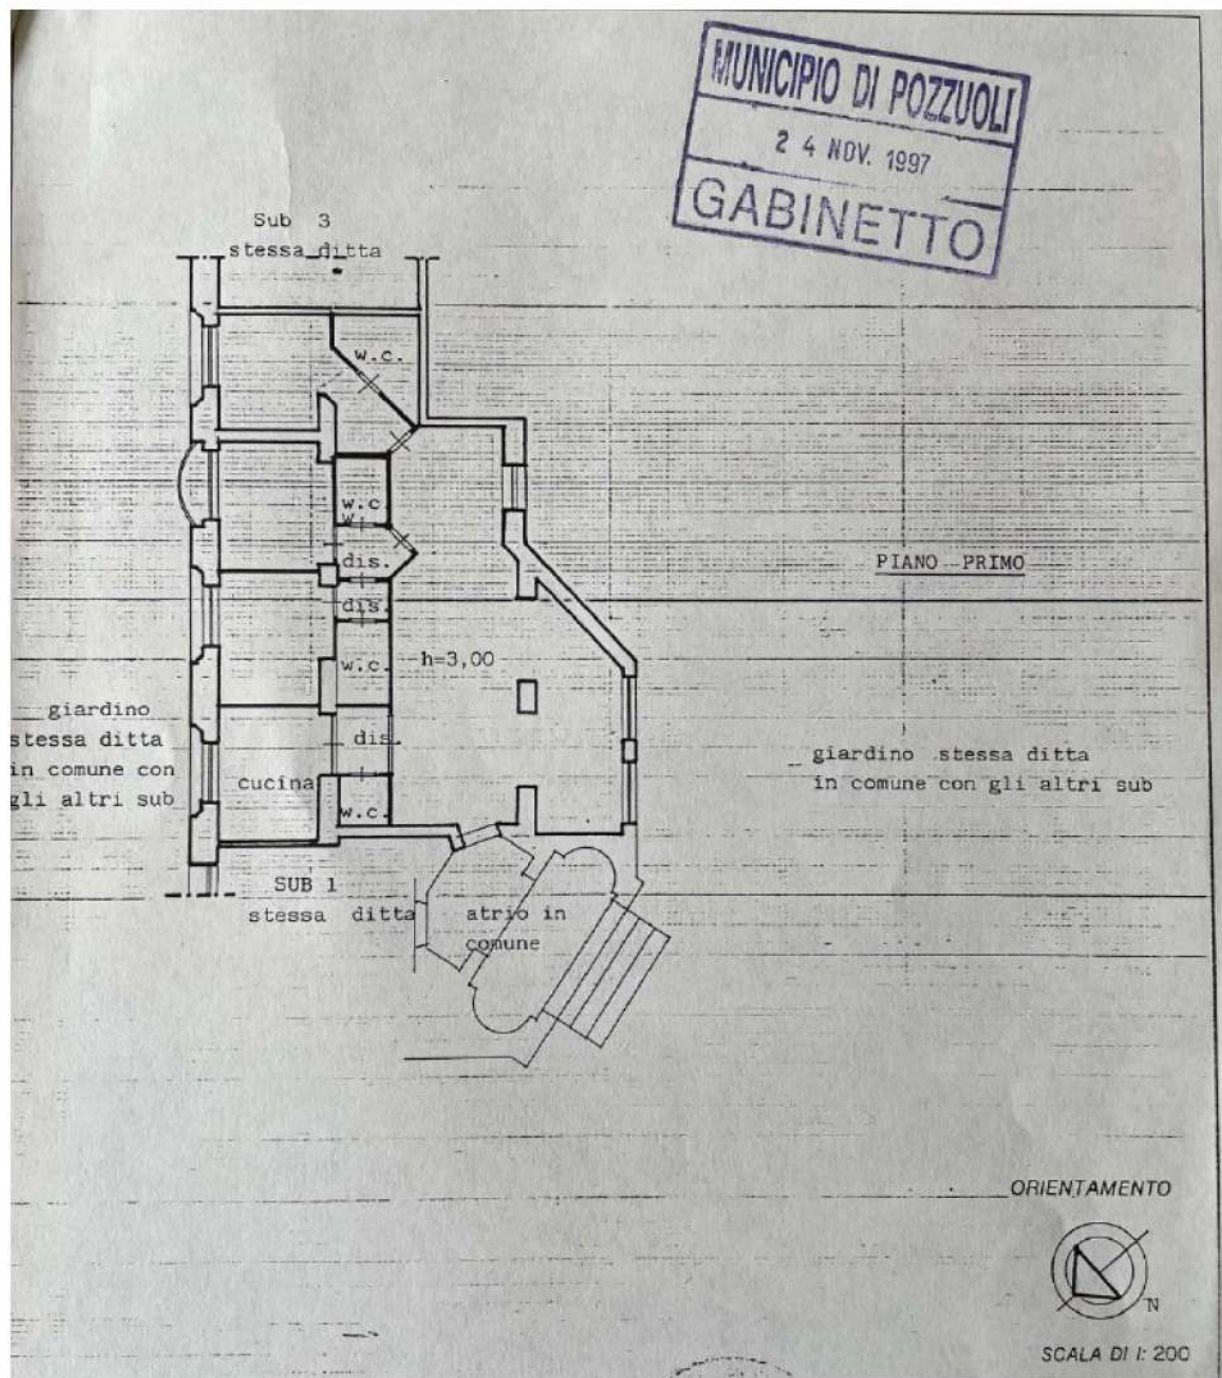 MUNICIPIO DI POZZUOLI
24 NOV. 1997
GABINETTO
Sub 3
stessa ditta
w.c.
w.c
w.
dis.
dis.
w.c.
h=3,00
PIANO PRIMO
giardino
stessa ditta
in comune con
gli altri sub
dis.
cucina
w.c.
giardino stessa ditta
in comune con gli altri sub
SUB 1
stessa ditta
atrio in
comune
ORIENTAMENTO
N
SCALA DI 1: 200